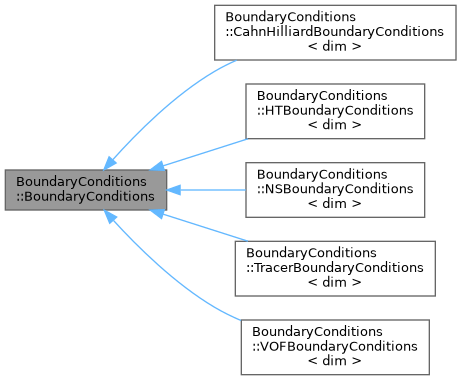 BoundaryConditions
::CahnHilliardBoundaryConditions
< dim >
BoundaryConditions
::HTBoundaryConditions
< dim >
BoundaryConditions
::BoundaryConditions
BoundaryConditions
::NSBoundaryConditions
< dim >
BoundaryConditions
::TracerBoundaryConditions
< dim >
BoundaryConditions
::VOFBoundaryConditions
< dim >